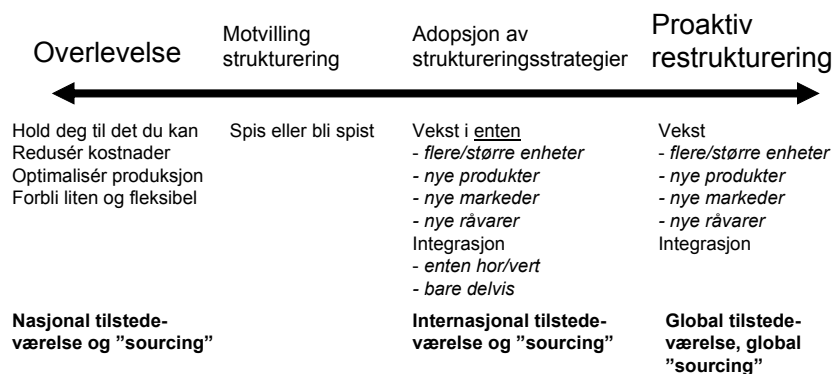 Overlevelse
Motvilling
strukturering
Adopsjon av
struktureringsstrategier
Proaktiv
restrukturering
Hold deg til det du kan
Redusér kostnader
Optimalisér produksjon
Forbli liten og fleksibel
Spis eller bli spist
Vekst i enten
- flere/større enheter
- nye produkter
- nye markeder
- nye råvarer
Integrasjon
- enten hor/vert
- bare delvis
Vekst
- flere/større enheter
- nye produkter
- nye markeder
- nye råvarer
Integrasjon
Nasjonal tilstede-
værelse og ”sourcing”
Internasjonal tilstede-
værelse og ”sourcing”
Global tilstede-
værelse, global
”sourcing”